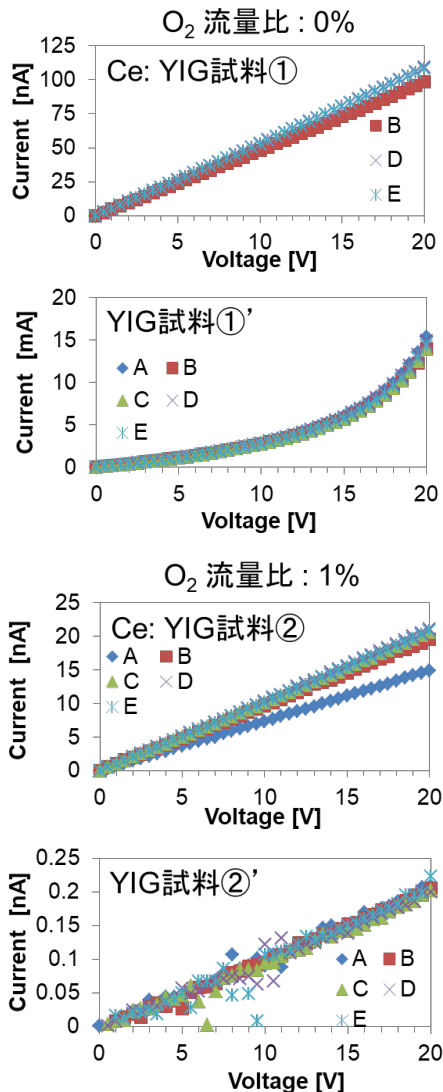 O2 流量比 : 0%
Ce: YIG試料①
Current [nA]
125
100
75
50
25
0
B
D
E
0 5 10 15 20
Voltage [V]
YIG試料①'
Current [mA]
20
15
10
5
0
A B
C D
E
0 5 10 15 20
Voltage [V]
O2 流量比 : 1%
Ce: YIG試料②
Current [nA]
25
20
15
10
5
0
A B
C D
E
0 5 10 15 20
Voltage [V]
YIG試料②'
Current [nA]
0.25
0.2
0.15
0.1
0.05
0
A B
C D
E
0 5 10 15 20
Voltage [V]